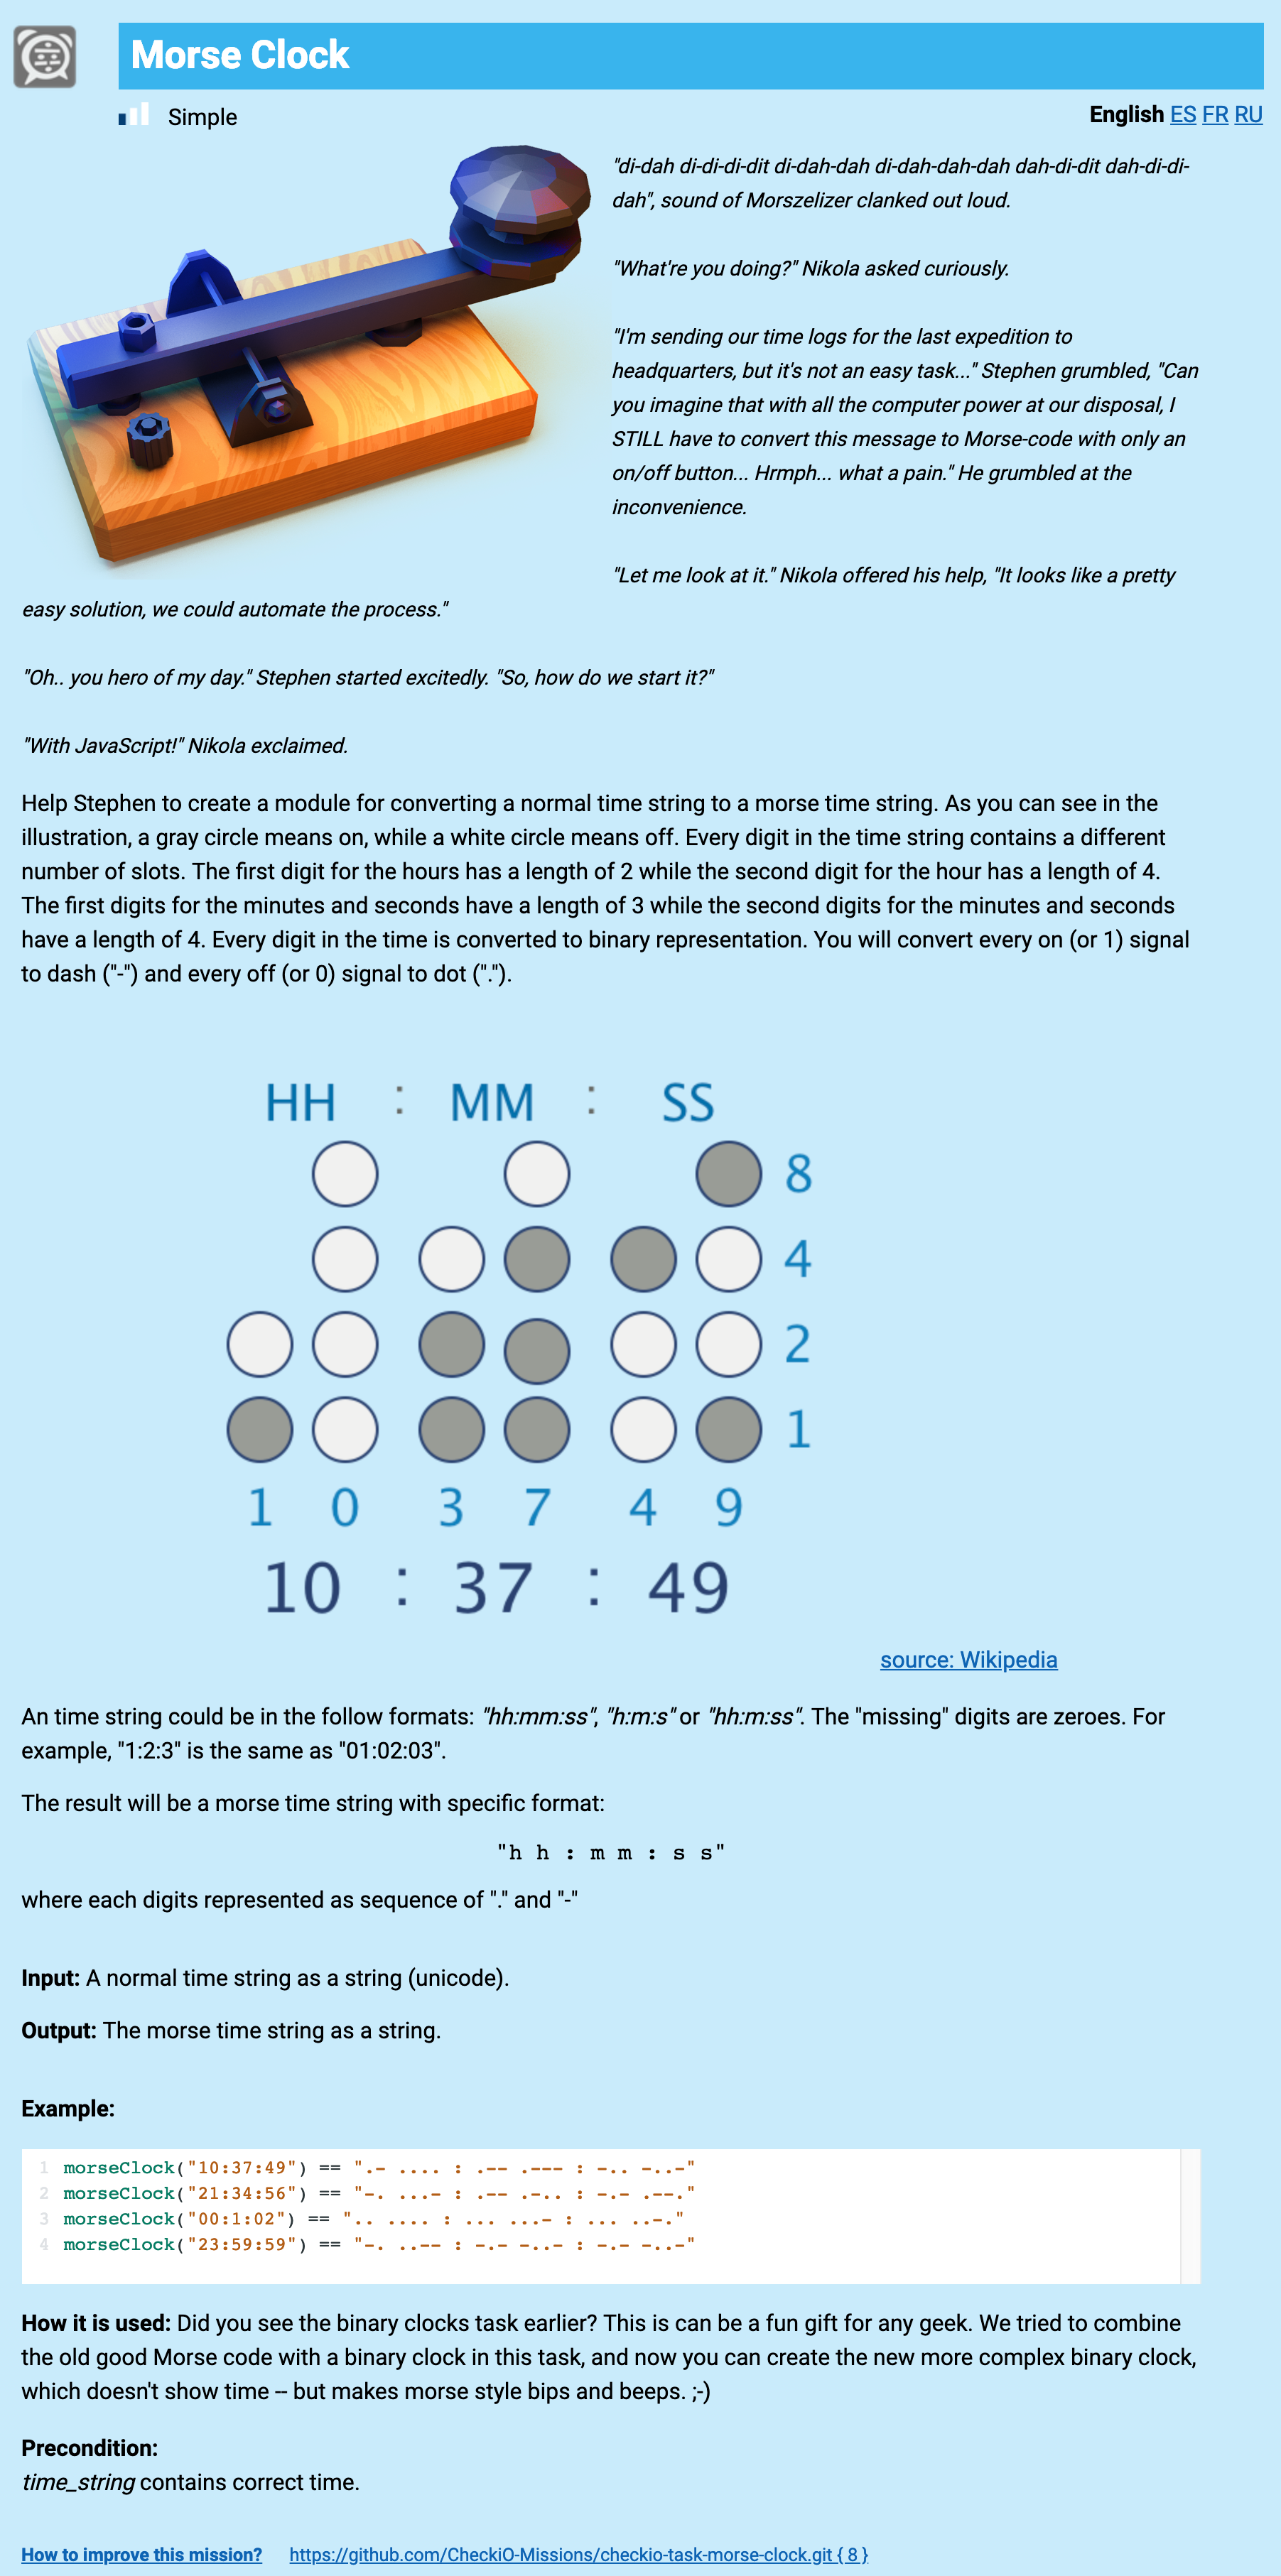 Morse Clock
Simple
English ES FR RU
"di-dah di-di-di-dit di-dah-dah di-dah-dah-dah dah-di-dit dah-di-di-
dah", sound of Morszelizer clanked out loud.
"What're you doing?" Nikola asked curiously.
"I'm sending our time logs for the last expedition to
headquarters, but it's not an easy task..." Stephen grumbled, "Can
you imagine that with all the computer power at our disposal, I
STILL have to convert this message to Morse-code with only an
on/off button... Hrmph... what a pain." He grumbled at the
inconvenience.
"Let me look at it." Nikola offered his help, "It looks like a pretty
easy solution, we could automate the process."
"Oh.. you hero of my day." Stephen started excitedly. "So, how do we start it?"
"With JavaScript!" Nikola exclaimed.
Help Stephen to create a module for converting a normal time string to a morse time string. As you can see in the
illustration, a gray circle means on, while a white circle means off. Every digit in the time string contains a different
number of slots. The first digit for the hours has a length of 2 while the second digit for the hour has a length of 4.
The first digits for the minutes and seconds have a length of 3 while the second digits for the minutes and seconds
have a length of 4. Every digit in the time is converted to binary representation. You will convert every on (or 1) signal
to dash ("-") and every off (or 0) signal to dot (".").
HH : MM : SS
8
4
2
1
1 0 3 7 4 9
10 : 37 : 49
source: Wikipedia
An time string could be in the follow formats: "hh:mm:ss", "h:m:s" or "hh:m:ss". The "missing" digits are zeroes. For
example, "1:2:3" is the same as "01:02:03".
The result will be a morse time string with specific format:
"h h : m m : s s"
where each digits represented as sequence of "." and "-"
Input: A normal time string as a string (unicode).
Output: The morse time string as a string.
Example:
1 morseClock("10:37:49") == ".- .... : .-- .--- : -.. -..-"
2 morseClock("21:34:56") == "-. ...- : .-- .-.. : -.- .--."
3 morseClock("00:1:02") == ".. .... : ... ...- : ... ..-."
4 morseClock("23:59:59") == "-. ..-- : -.- -..- : -.- -..-"
How it is used: Did you see the binary clocks task earlier? This is can be a fun gift for any geek. We tried to combine
the old good Morse code with a binary clock in this task, and now you can create the new more complex binary clock,
which doesn't show time -- but makes morse style bips and beeps. ;-)
Precondition:
time_string contains correct time.
How to improve this mission? https://github.com/CheckiO-Missions/checkio-task-morse-clock.git { 8 }